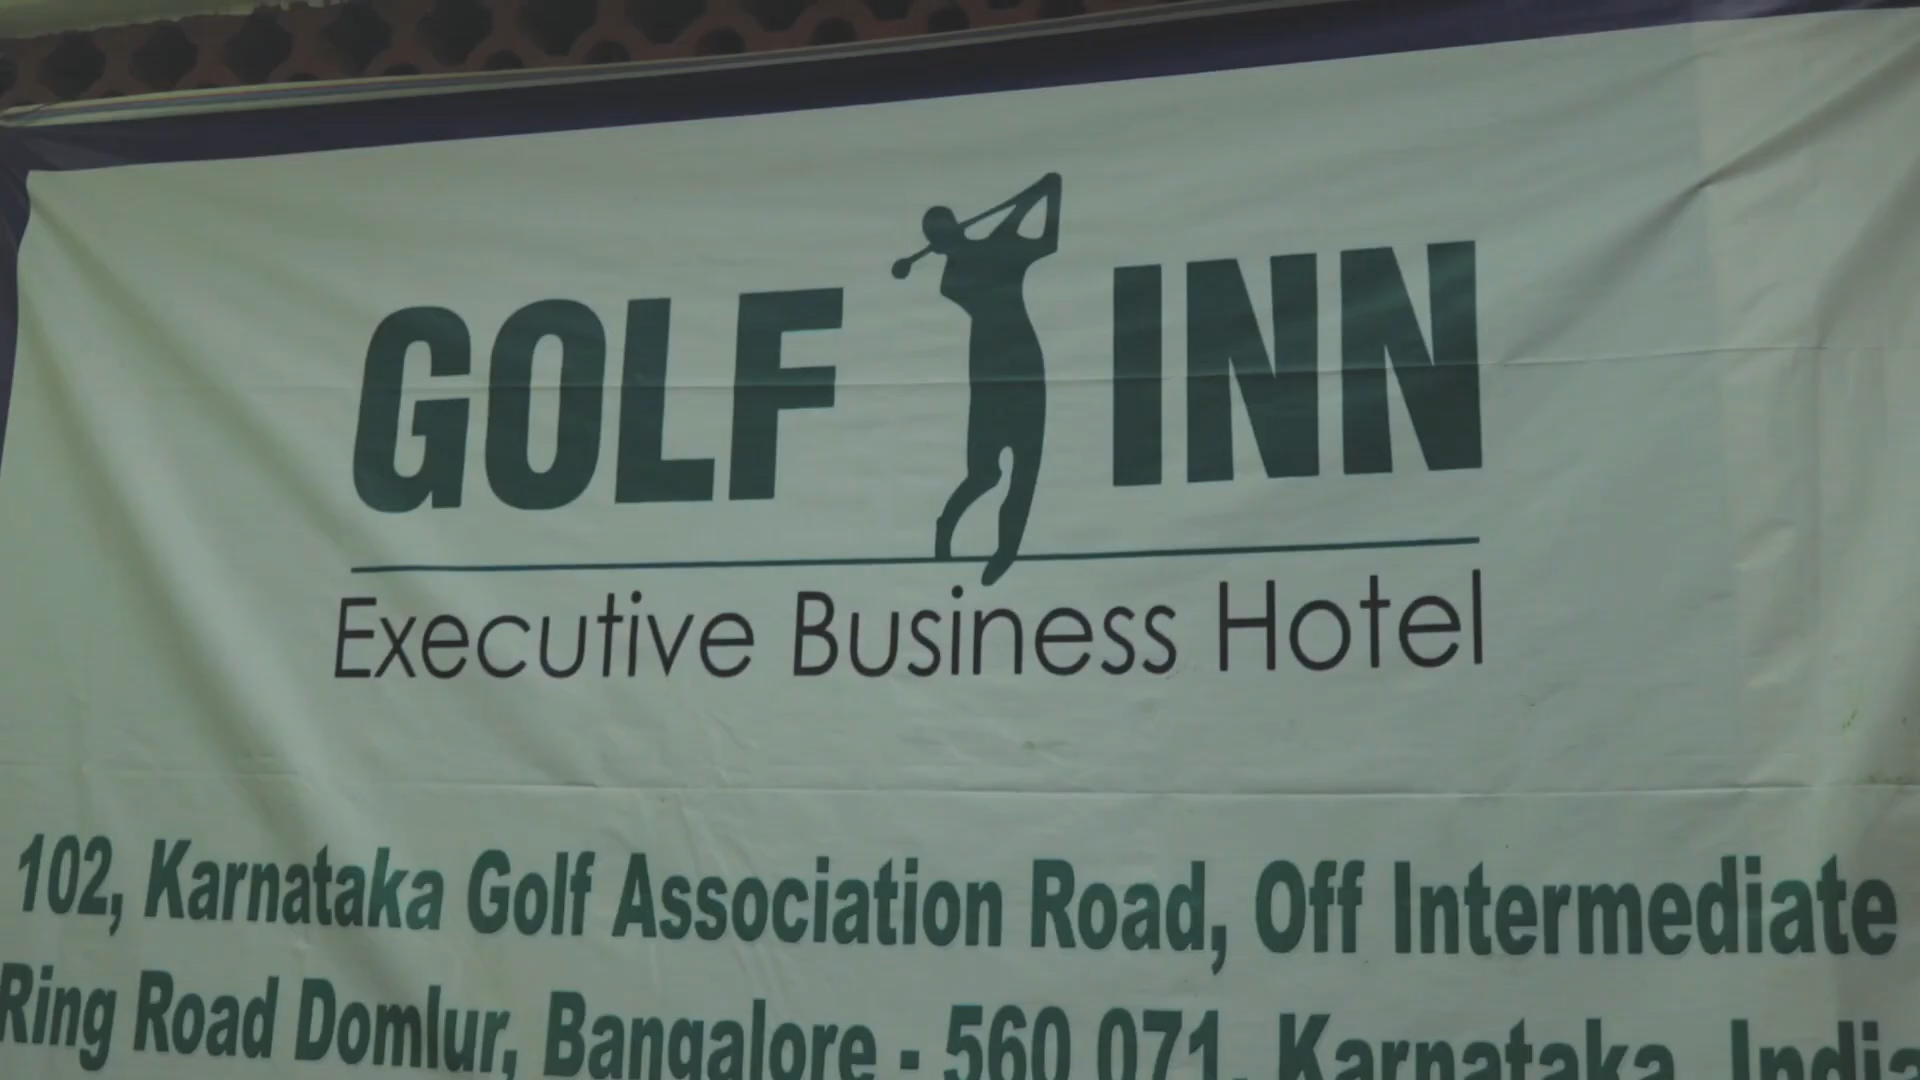 GOLF INN
Executive Business Hotel
102, Karnataka Golf Association Road, Off Intermediate
Ring Road Domlur, Bangalore - 560 071, Karnataka, India